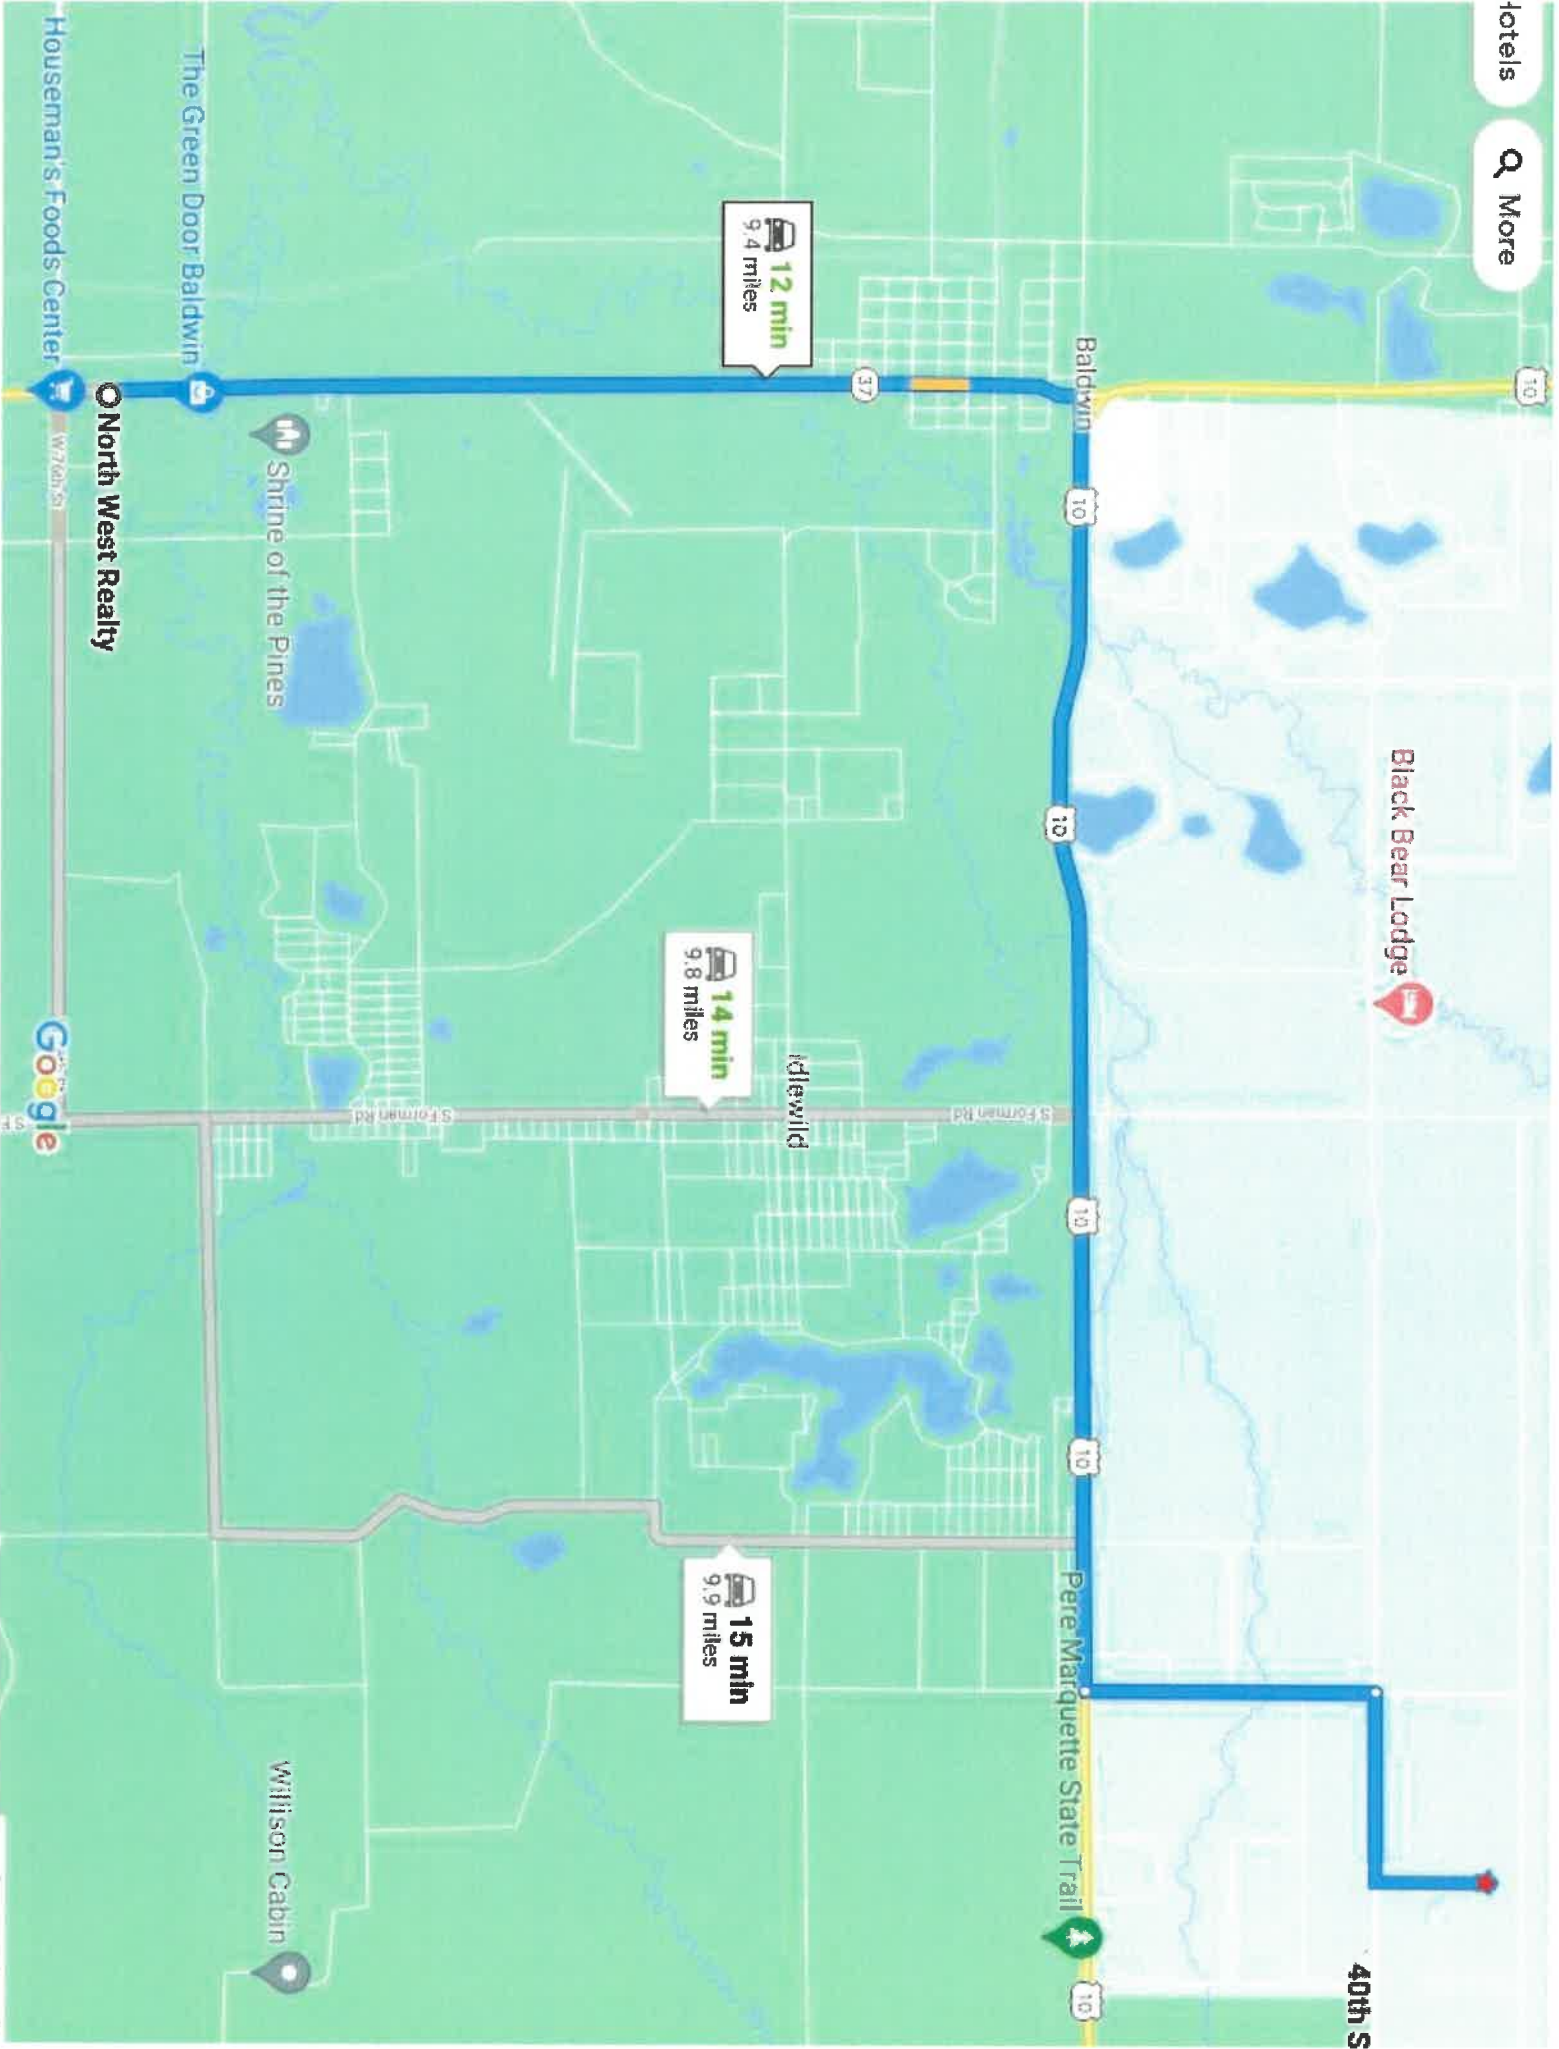 Hotels
More
10
Black Bear Lodge
40th S
Baldwin
10
10
10
10
Pere Marquette State Trail
10
37
12 min
9.4 miles
Idlewild
S Forman Rd
S Forman Rd
14 min
9.8 miles
15 min
9.9 miles
Shrine of the Pines
Willison Cabin
The Green Door Baldwin
North West Realty
Houseman's Foods Center
W 76th St
Google